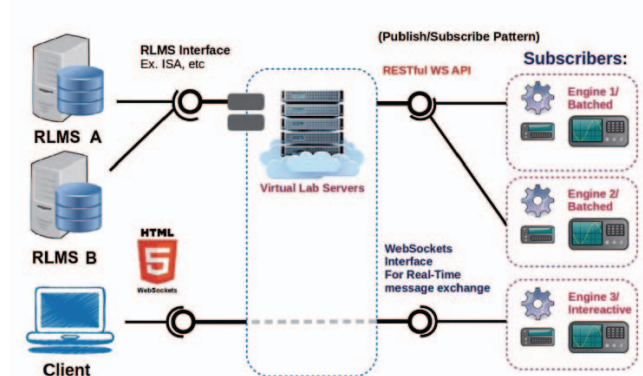 (Publish/Subscribe Pattern)
RLMS Interface
Ex. ISA, etc
RESTful WS API
Subscribers:
Engine 1/
Batched
RLMS A
Virtual Lab Servers
Engine 2/
Batched
RLMS B
HTML
5
WebSockets
WebSockets
Interface
For Real-Time
message exchange
Engine 3/
Intereactive
Client